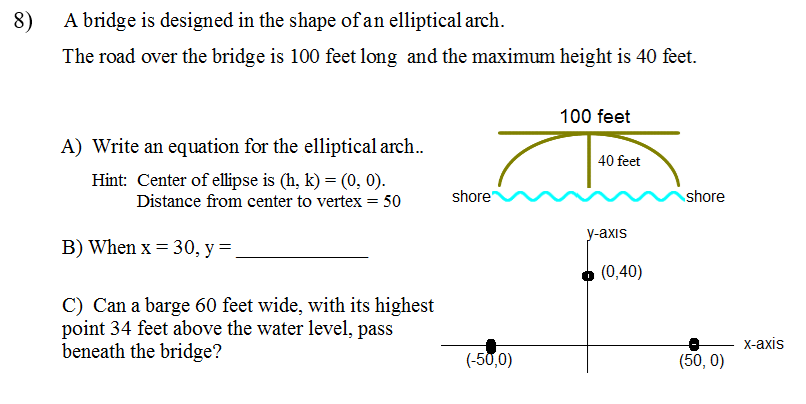 8) A bridge is designed in the shape of an elliptical arch.
The road over the bridge is 100 feet long and the maximum height is 40 feet.
100 feet
A) Write an equation for the elliptical arch..
40 feet
Hint: Center of ellipse is (h, k) = (0, 0).
Distance from center to vertex = 50
shore
shore
y-axis
B) When x = 30, y = ____________
(0,40)
C) Can a barge 60 feet wide, with its highest
point 34 feet above the water level, pass
beneath the bridge?
x-axis
(-50,0)
(50, 0)